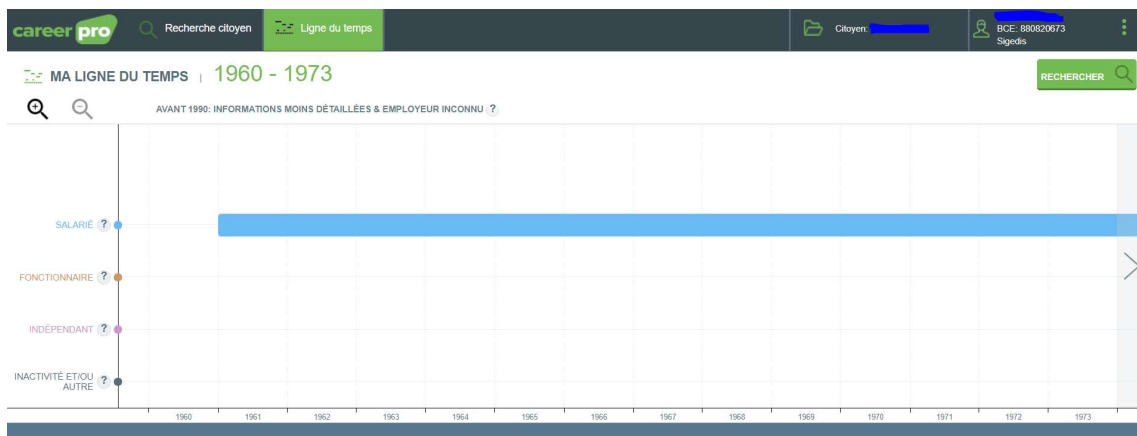 career pro
Recherche citoyen
Ligne du temps
Citoyen:
BCE: 880820673
Sigedis
MA LIGNE DU TEMPS | 1960 - 1973
RECHERCHER
AVANT 1990: INFORMATIONS MOINS DÉTAILLÉES & EMPLOYEUR INCONNU ?
SALARIÉ ?
FONCTIONNAIRE ?
INDÉPENDANT ?
INACTIVITÉ ET/OU
AUTRE ?
1960 1961 1962 1963 1964 1965 1966 1967 1968 1969 1970 1971 1972 1973